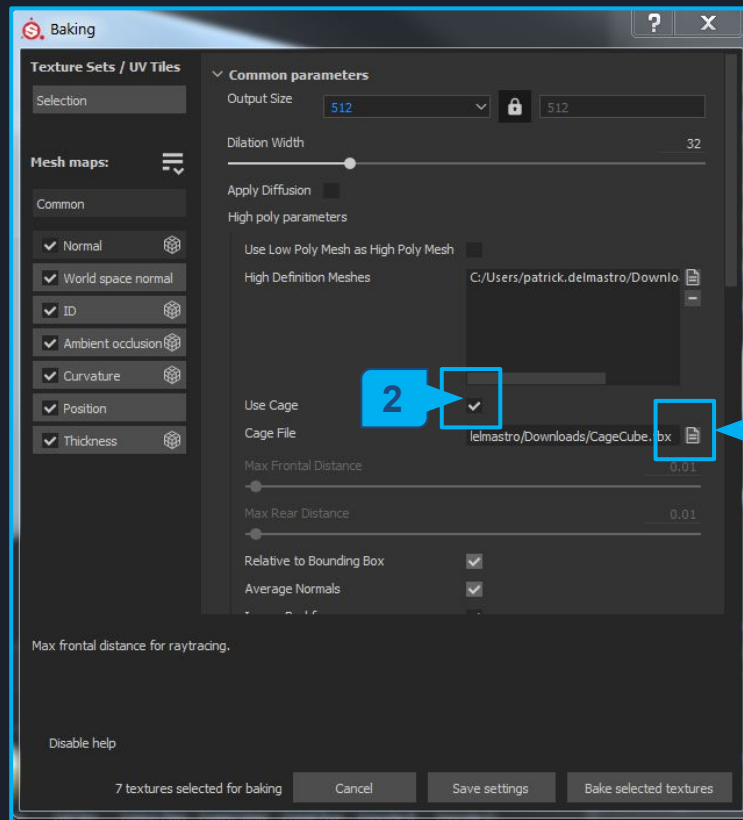 Baking
? X
Texture Sets / UV Tiles
Selection
Mesh maps:
Common
Normal
World space normal
ID
Ambient occlusion
Curvature
Position
Thickness
Common parameters
Output Size 512 512
Dilation Width 32
Apply Diffusion
High poly parameters
Use Low Poly Mesh as High Poly Mesh
High Definition Meshes C:/Users/patrick.delmastro/Downlo
2
Use Cage
Cage File lelmastro/Downloads/CageCube. bx
Max Frontal Distance 0.01
Max Rear Distance 0.01
Relative to Bounding Box
Average Normals
Max frontal distance for raytracing.
Disable help
7 textures selected for baking Cancel Save settings Bake selected textures